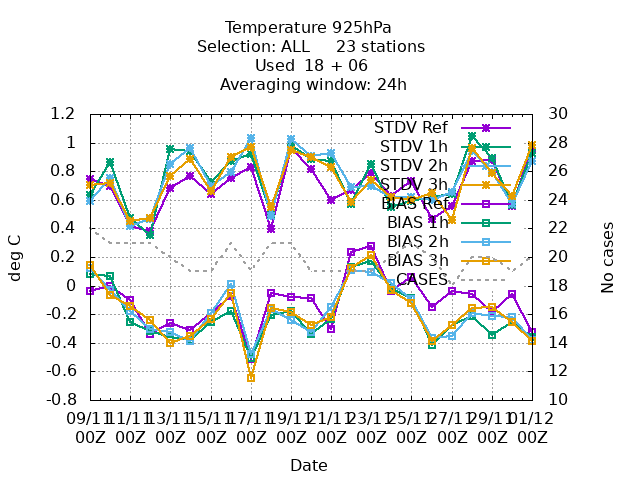 Temperature 925hPa
Selection: ALL 23 stations
Used 18 + 06
Averaging window: 24h
1.2
1
0.8
0.6
0.4
0.2
0
-0.2
-0.4
-0.6
-0.8
deg C
30
28
26
24
22
20
18
16
14
12
10
No cases
STDV Ref
STDV 1h
STDV 2h
STDV 3h
BIAS Ref
BIAS 1h
BIAS 2h
BIAS 3h
CASES
09/11 11/11 13/11 15/11 17/11 19/11 21/11 23/11 25/11 27/11 29/11 01/12
00Z 00Z 00Z 00Z 00Z 00Z 00Z 00Z 00Z 00Z 00Z 00Z
Date